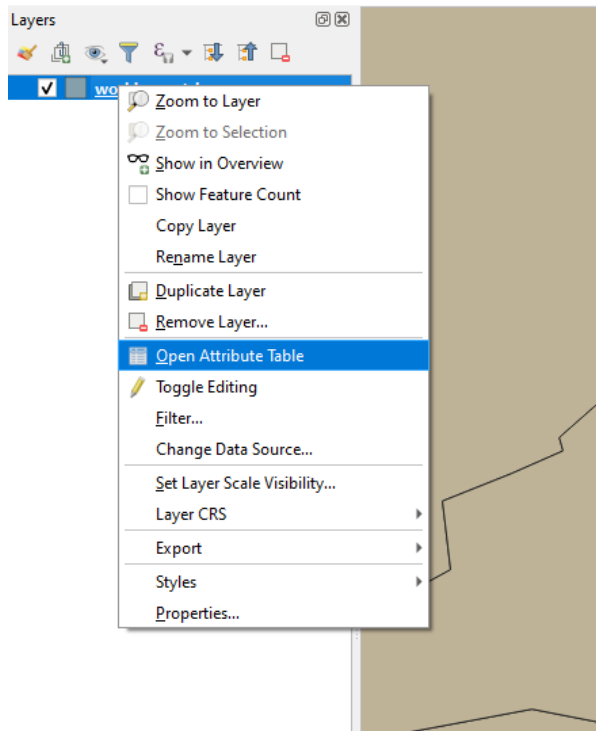 Layers
Zoom to Layer
Zoom to Selection
Show in Overview
Show Feature Count
Copy Layer
Rename Layer
Duplicate Layer
Remove Layer...
Open Attribute Table
Toggle Editing
Filter...
Change Data Source...
Set Layer Scale Visibility...
Layer CRS
Export
Styles
Properties...